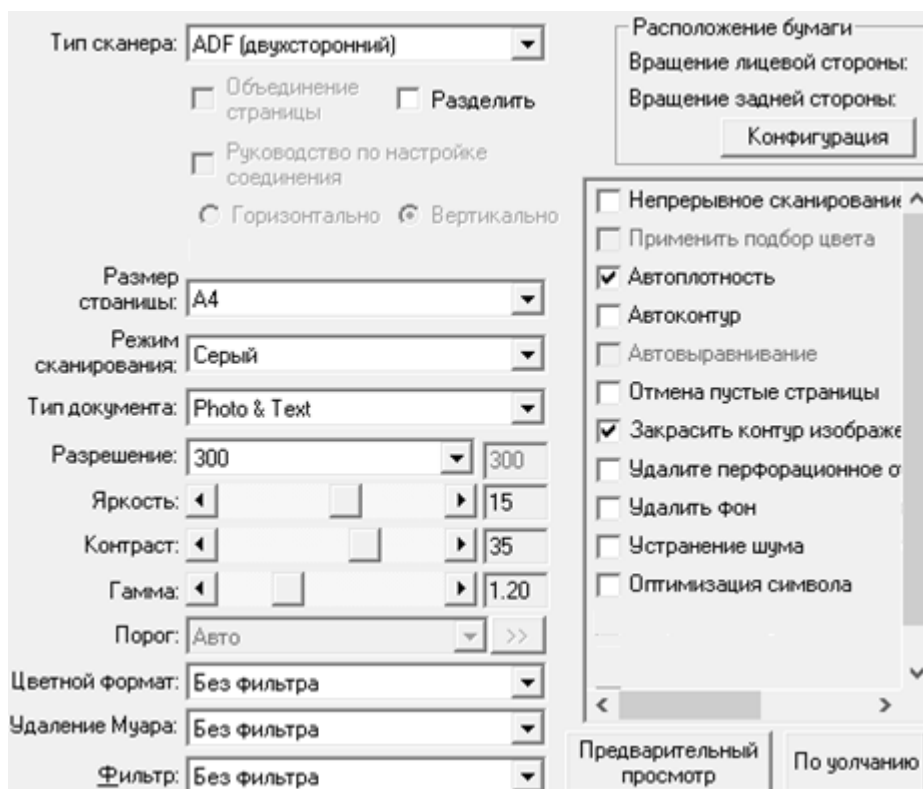 Тип сканера: ADF (двухсторонний)
Объединение
страницы
Разделить
Руководство по настройке
соединения
Горизонтально Вертикально
Размер
страницы: A4
Режим
сканирования: Серый
Тип документа: Photo & Text
Разрешение: 300 300
Яркость: 15
Контраст: 35
Гамма: 1.20
Порог: Авто >>
Цветной формат: Без фильтра
Удаление Муара: Без фильтра
Фильтр: Без фильтра
Расположение бумаги
Вращение лицевой стороны:
Вращение задней стороны:
Конфигурация
Непрерывное сканирование
Применить подбор цвета
Автоплотность
Автоконтур
Автовыравнивание
Отмена пустые страницы
Закрасить контур изображе
Удалите перфорационное о
Удалить фон
Устранение шума
Оптимизация символа
Предварительный
просмотр
По уолчанию